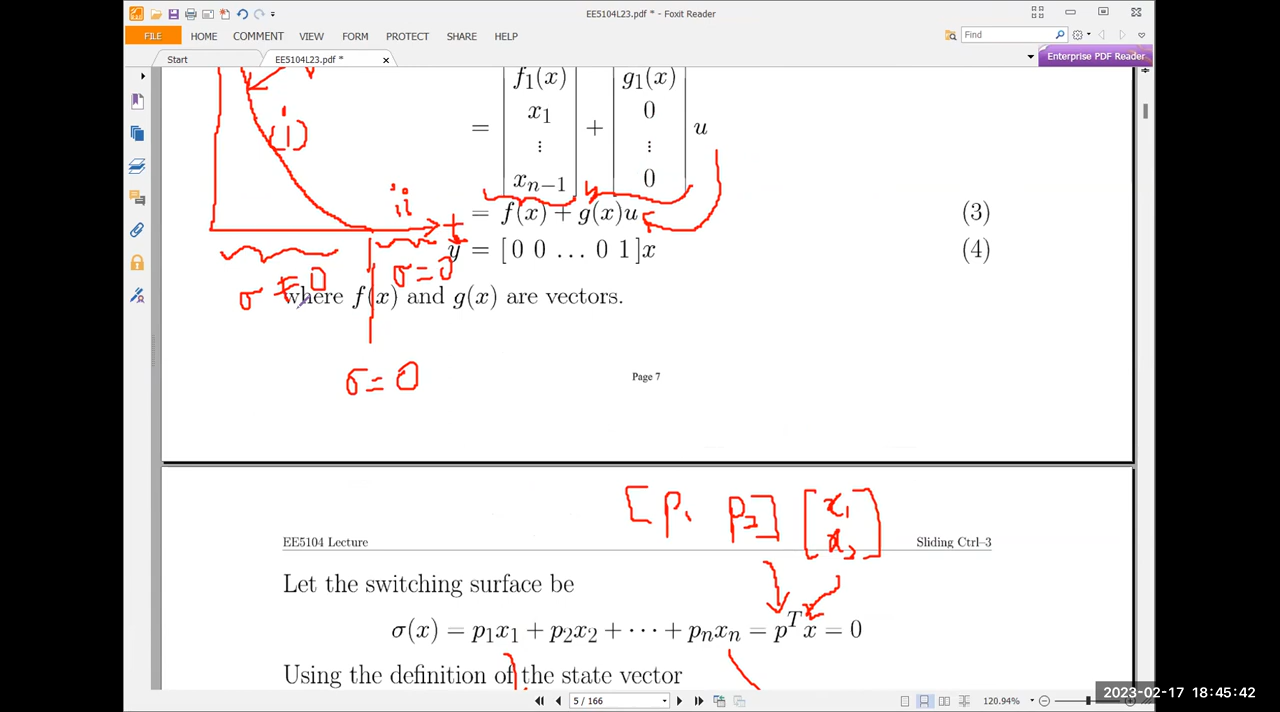 EE5104L23.pdf * - Foxit Reader
FILE HOME COMMENT VIEW FORM PROTECT SHARE HELP
Find
Start EE5104L23.pdf * Enterprise PDF Reader
= [f₁(x) x₁ ⋮ xₙ₋₁] + [g₁(x) 0 ⋮ 0] u
(i)
ii
= f(x) + g(x)u (3)
t
y = [ 0 0 … 0 1 ]x (4)
σ ≠ 0 σ = 0
where f(x) and g(x) are vectors.
σ = 0
Page 7
[p₁ p₂] [x₁ x₂]
EE5104 Lecture Sliding Ctrl–3
Let the switching surface be
σ(x) = p₁x₁ + p₂x₂ + ··· + pₙxₙ = pᵀx = 0
Using the definition of the state vector
5 / 166 120.94%
2023-02-17 18:45:42